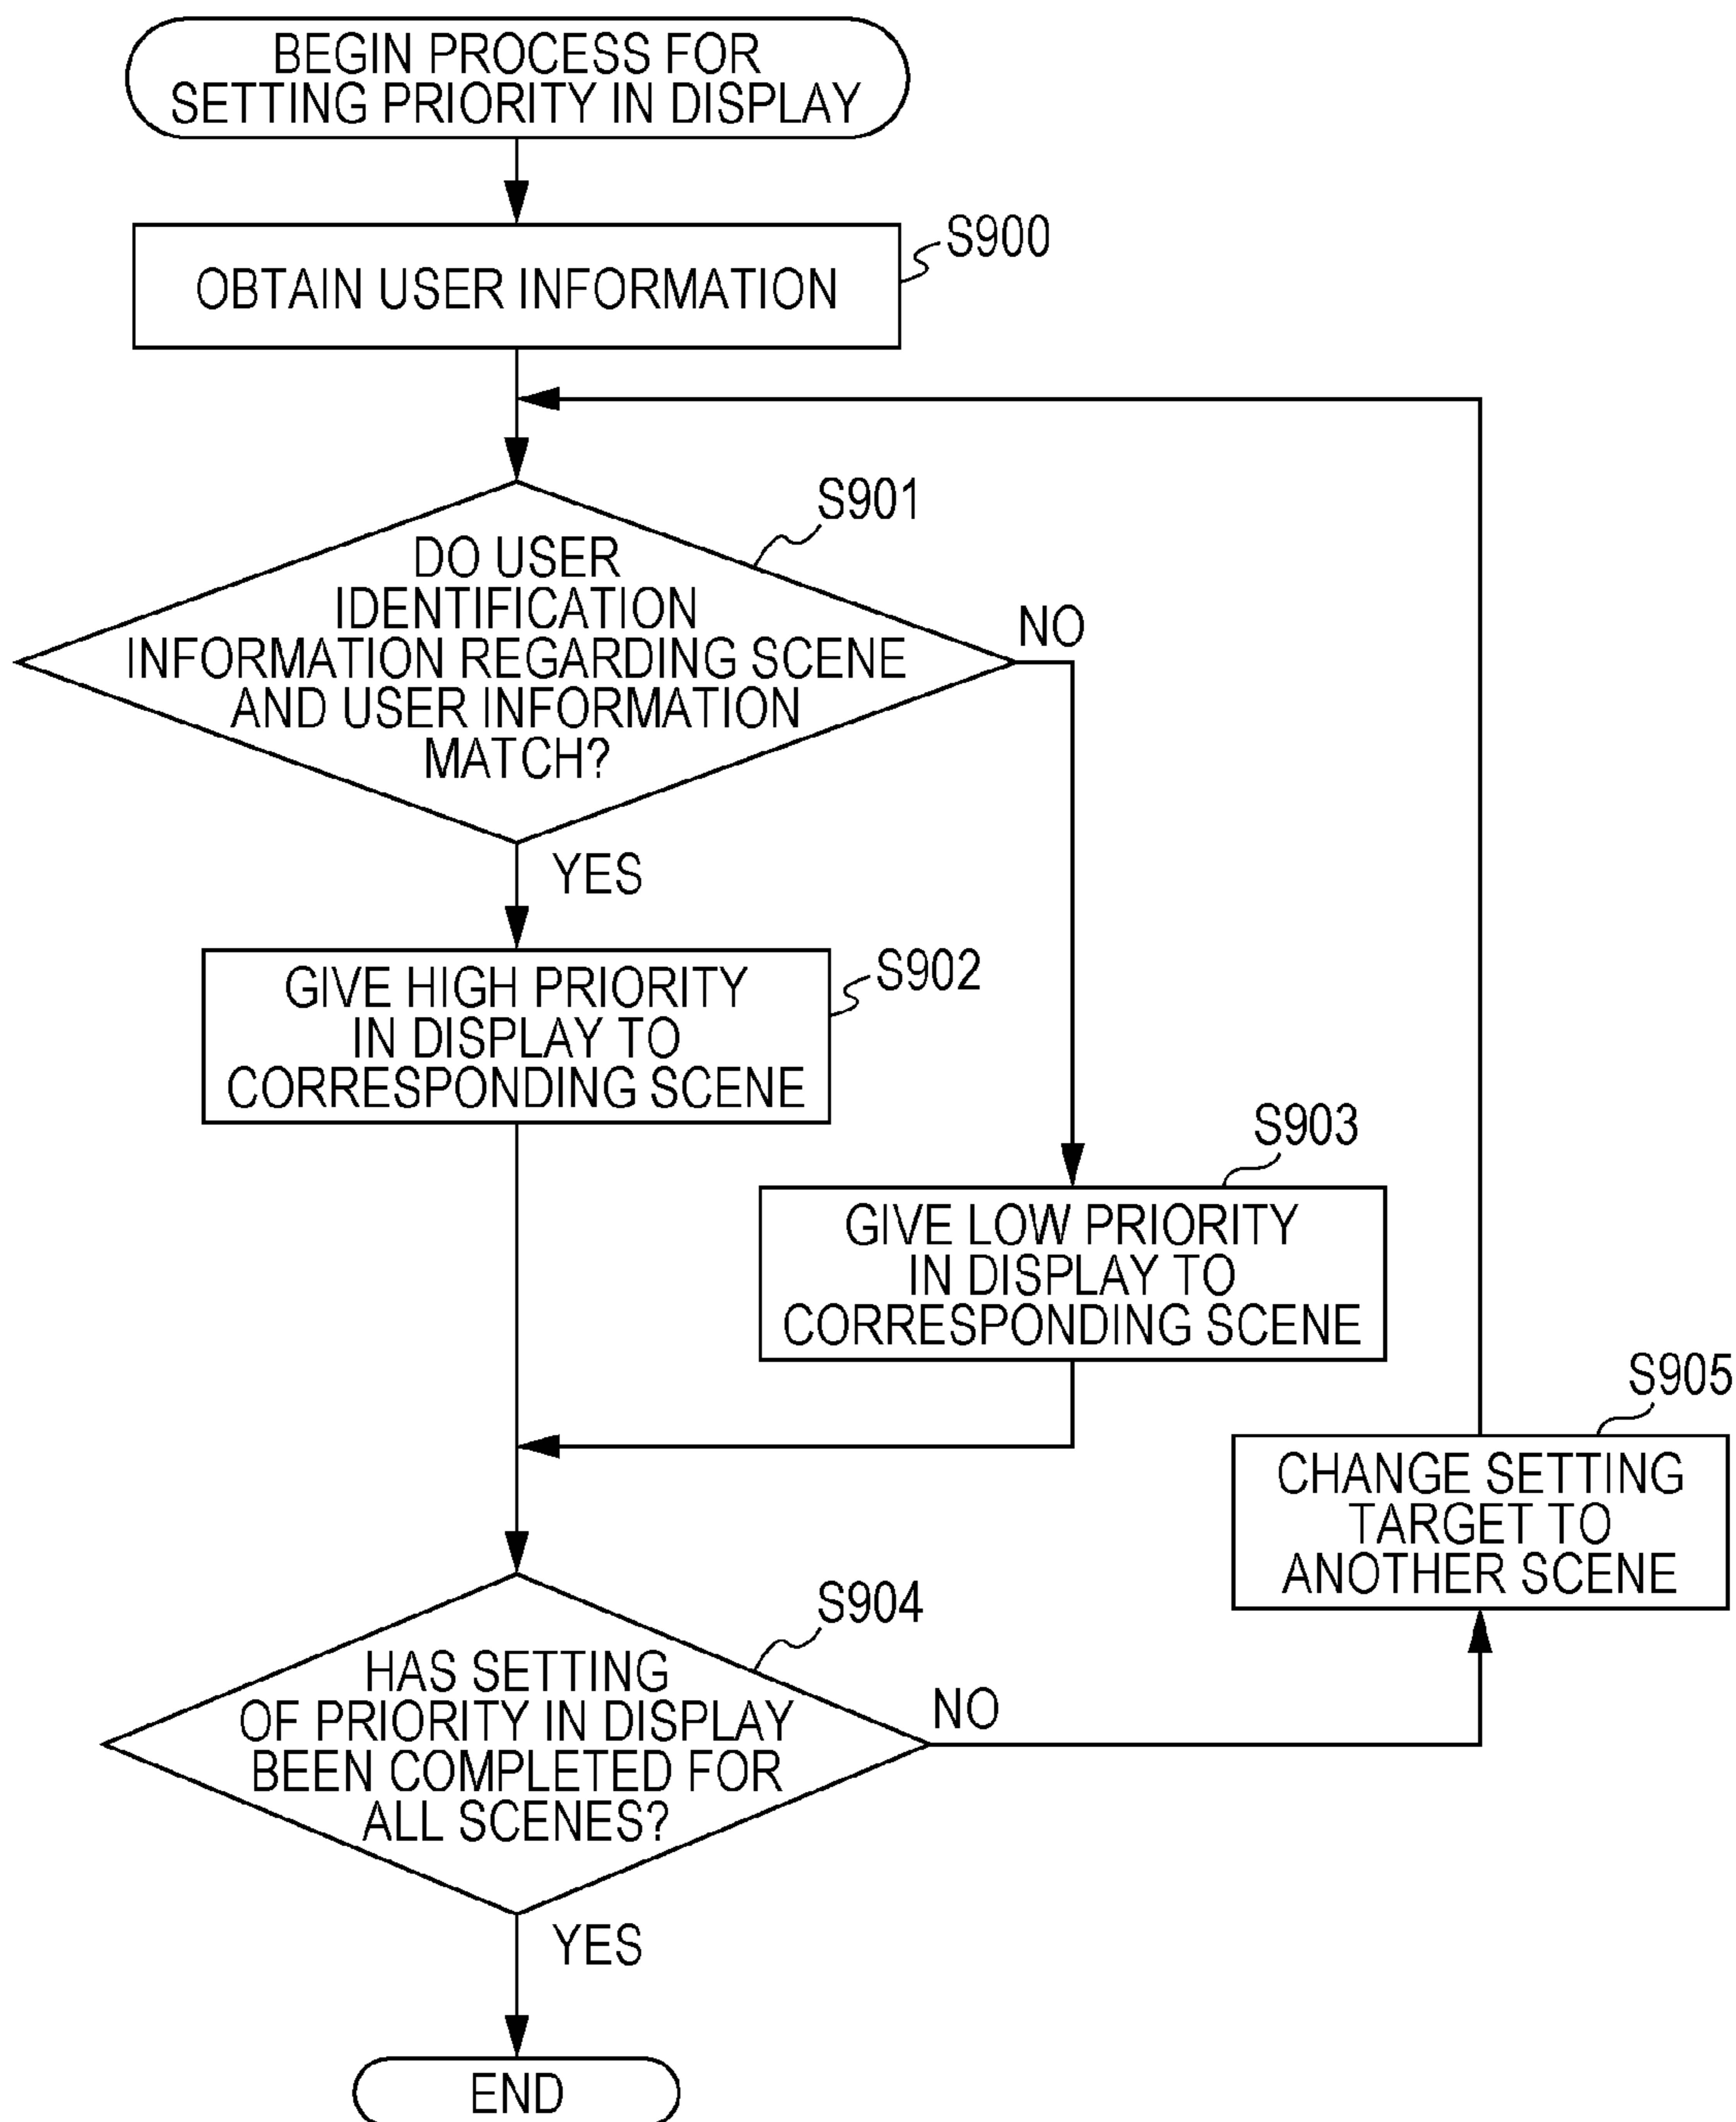 BEGIN PROCESS FOR
SETTING PRIORITY IN DISPLAY
S900
OBTAIN USER INFORMATION
S901
DO USER
IDENTIFICATION
INFORMATION REGARDING SCENE
AND USER INFORMATION
MATCH?
NO
YES
S902
GIVE HIGH PRIORITY
IN DISPLAY TO
CORRESPONDING SCENE
S903
GIVE LOW PRIORITY
IN DISPLAY TO
CORRESPONDING SCENE
S905
CHANGE SETTING
TARGET TO
ANOTHER SCENE
S904
HAS SETTING
OF PRIORITY IN DISPLAY
BEEN COMPLETED FOR
ALL SCENES?
NO
YES
END